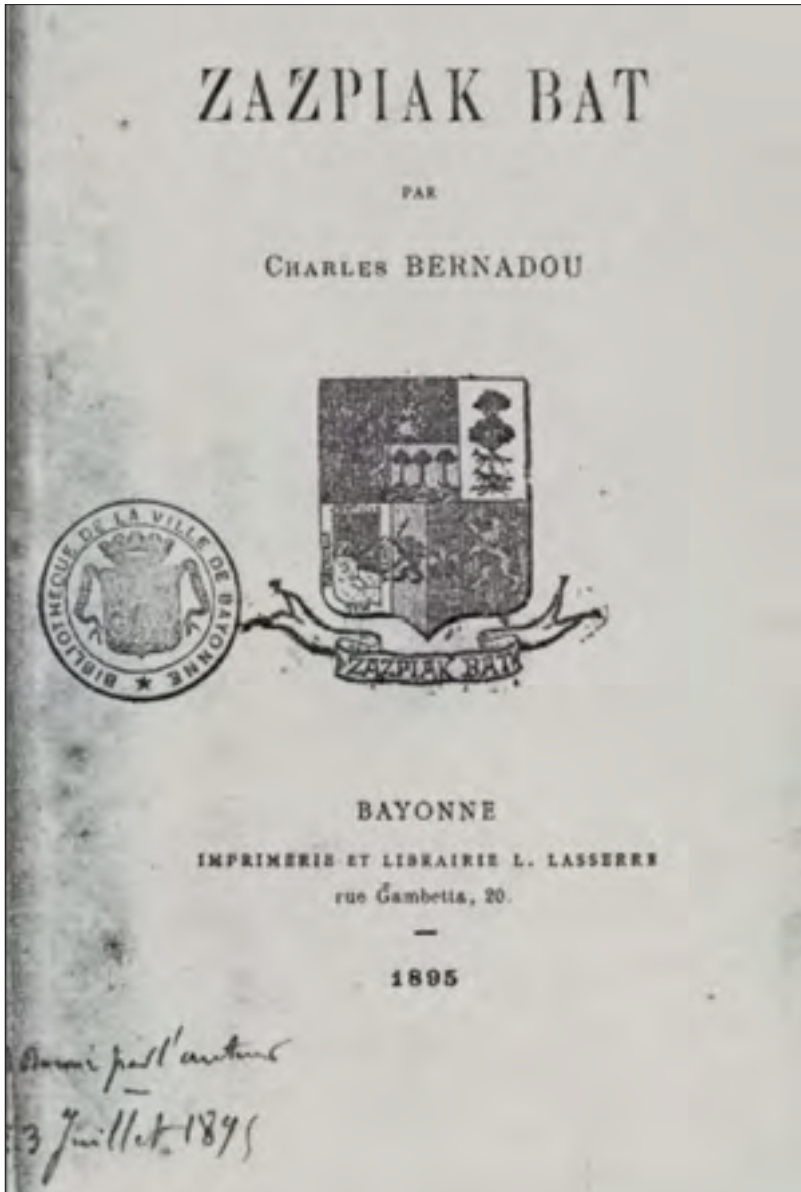 ZAZPIAK BAT
PAR
CHARLES BERNADOU
BIBLIOTHEQUE DE LA VILLE DE BAYONNE ★
ZAZPIAK BAT
BAYONNE
IMPRIMERIE ET LIBRAIRIE L. LASSERRE
rue Gambetta, 20.
—
1895
par l'auteur
—
3 Juillet 1895